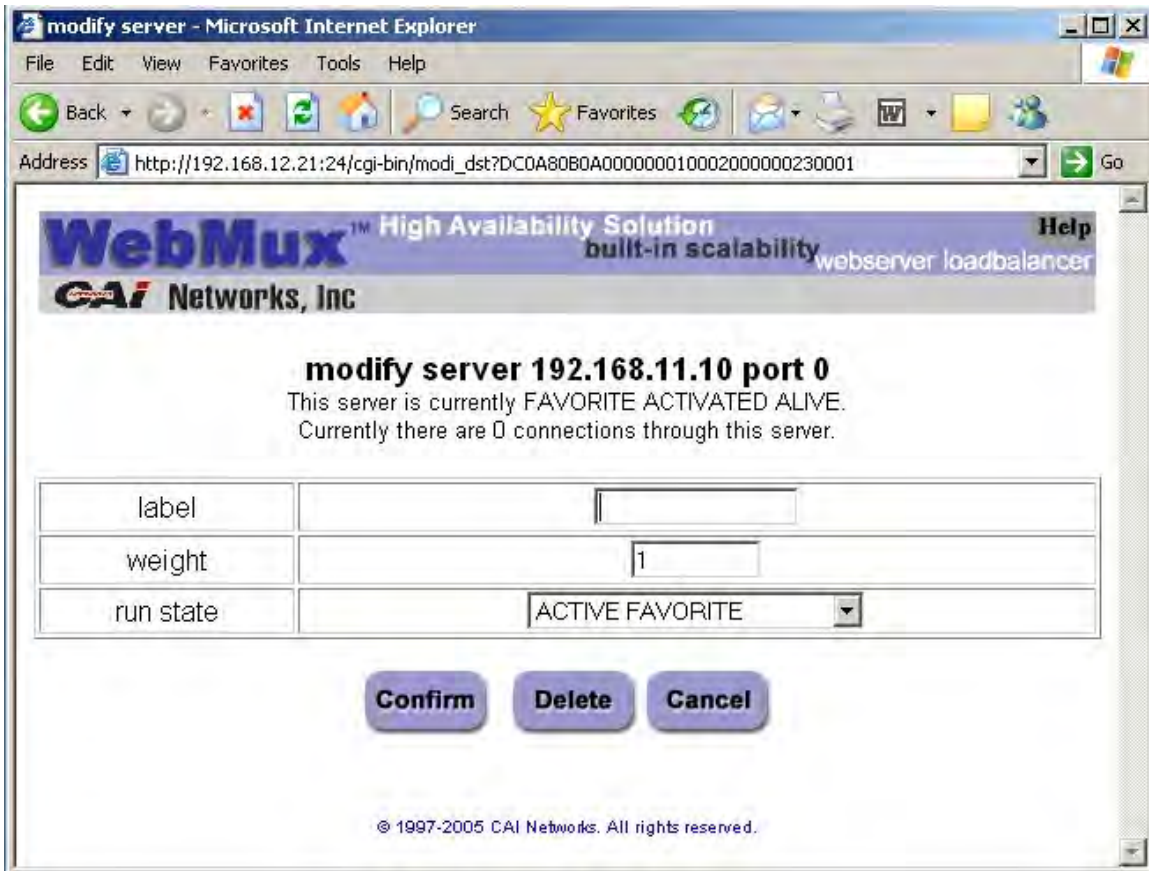 modify server - Microsoft Internet Explorer
File Edit View Favorites Tools Help
Back Search Favorites W
Address http://192.168.12.21:24/cgi-bin/modi_dst?DC0A80B0A0000000100020000000230001 Go
WebMux™ High Availability Solution Help
built-in scalability
webserver loadbalancer
CAI Networks, Inc
modify server 192.168.11.10 port 0
This server is currently FAVORITE ACTIVATED ALIVE.
Currently there are 0 connections through this server.
label
weight 1
run state ACTIVE FAVORITE
Confirm Delete Cancel
© 1997-2005 CAI Networks. All rights reserved.